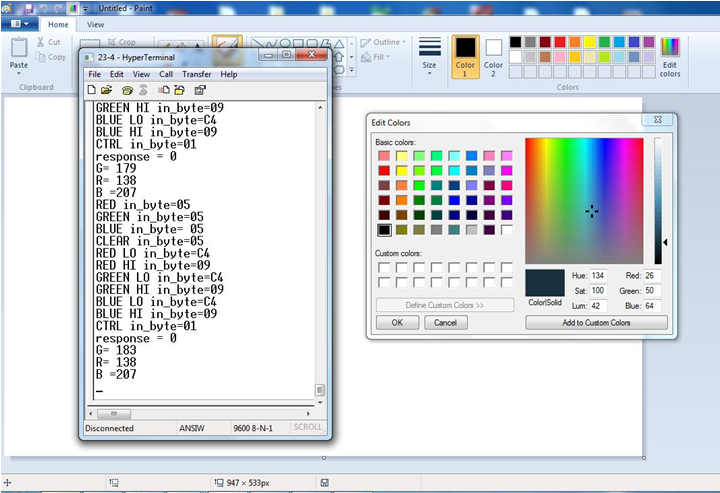 Untitled - Paint
Home
View
Cut
Crop
Outline
Paste
Copy
Fill
Size
Color
1
Color
2
Edit
colors
Clipboard
Colors
23-4 - HyperTerminal
File Edit View Call Transfer Help
GREEN HI in_byte=09
BLUE LO in_byte=C4
BLUE HI in_byte=09
CTRL in_byte=01
response = 0
G= 179
R= 138
B =207
RED in_byte=05
GREEN in_byte=05
BLUE in_byte= 05
CLEAR in_byte=05
RED LO in_byte=C4
RED HI in_byte=09
GREEN LO in_byte=C4
GREEN HI in_byte=09
BLUE LO in_byte=C4
BLUE HI in_byte=09
CTRL in_byte=01
response = 0
G= 183
R= 138
B =207
Disconnected ANSIW 9600 8-N-1 SCROLL
Edit Colors
Basic colors:
Custom colors:
Define Custom Colors >>
OK Cancel
Color|Solid
Hue: 134 Red: 26
Sat: 100 Green: 50
Lum: 42 Blue: 64
Add to Custom Colors
947 × 533px